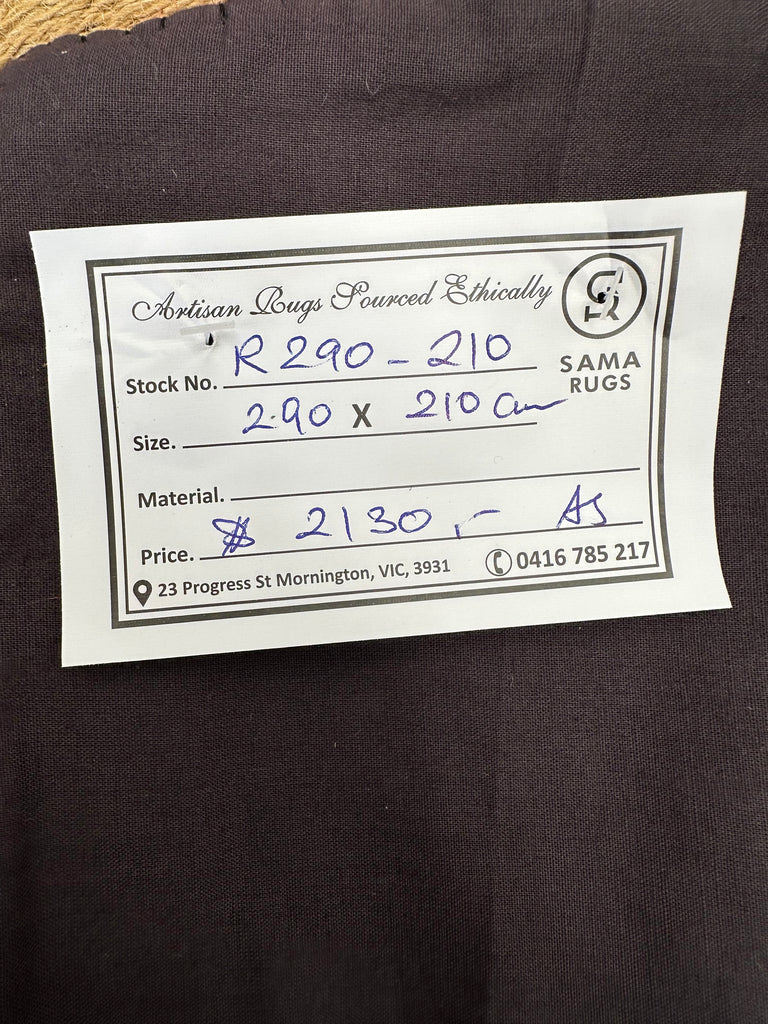 Artisan Rugs Sourced Ethically
SAMA
RUGS
Stock No. R290-210
Size. 2.90 X 210 cm
Material.
Price. $ 2130,- As
23 Progress St Mornington, VIC, 3931
0416 785 217